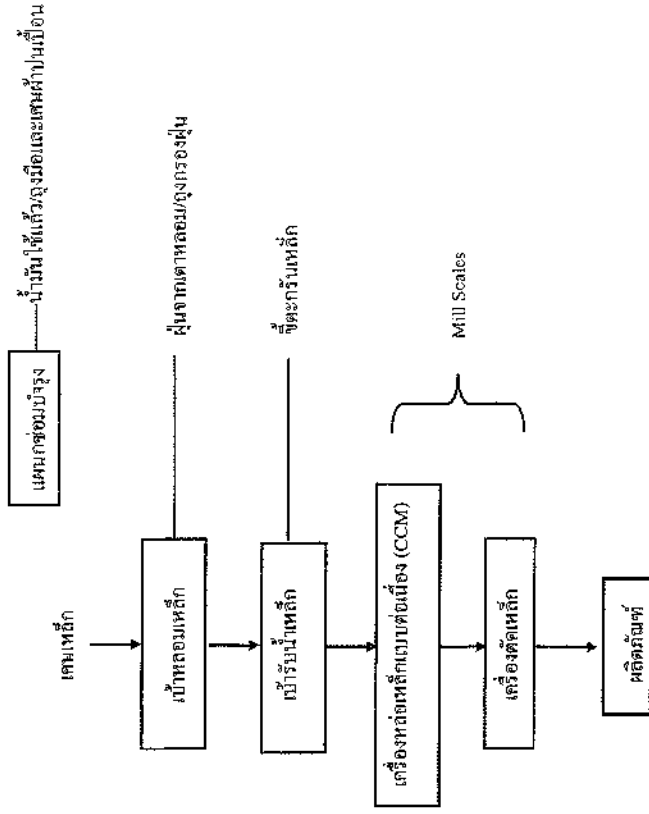 แผนกซ่อมบำรุง
น้ำมันใช้แล้ว/ถุงมือและเศษผ้าปนเปื้อน
เศษเหล็ก
เบ้าหลอมเหล็ก
ฝุ่นจากเตาหลอม/ถุงกรองฝุ่น
เบ้ารับน้ำเหล็ก
ขี้ตะกรันเหล็ก
เครื่องหล่อเหล็กแบบต่อเนื่อง (CCM)
Mill Scales
เครื่องตัดเหล็ก
ผลิตภัณฑ์